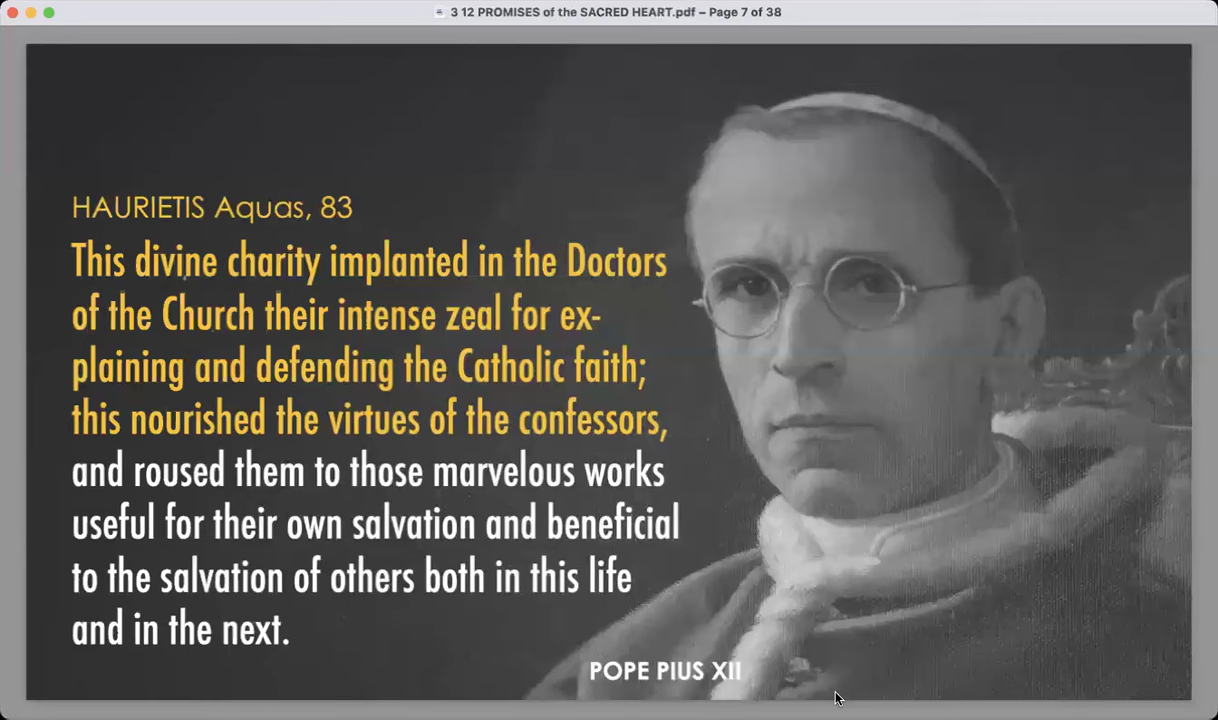 3 12 PROMISES of the SACRED HEART.pdf – Page 7 of 38
HAURIETIS Aquas, 83
This divine charity implanted in the Doctors
of the Church their intense zeal for ex-
plaining and defending the Catholic faith;
this nourished the virtues of the confessors,
and roused them to those marvelous works
useful for their own salvation and beneficial
to the salvation of others both in this life
and in the next.
POPE PIUS XII